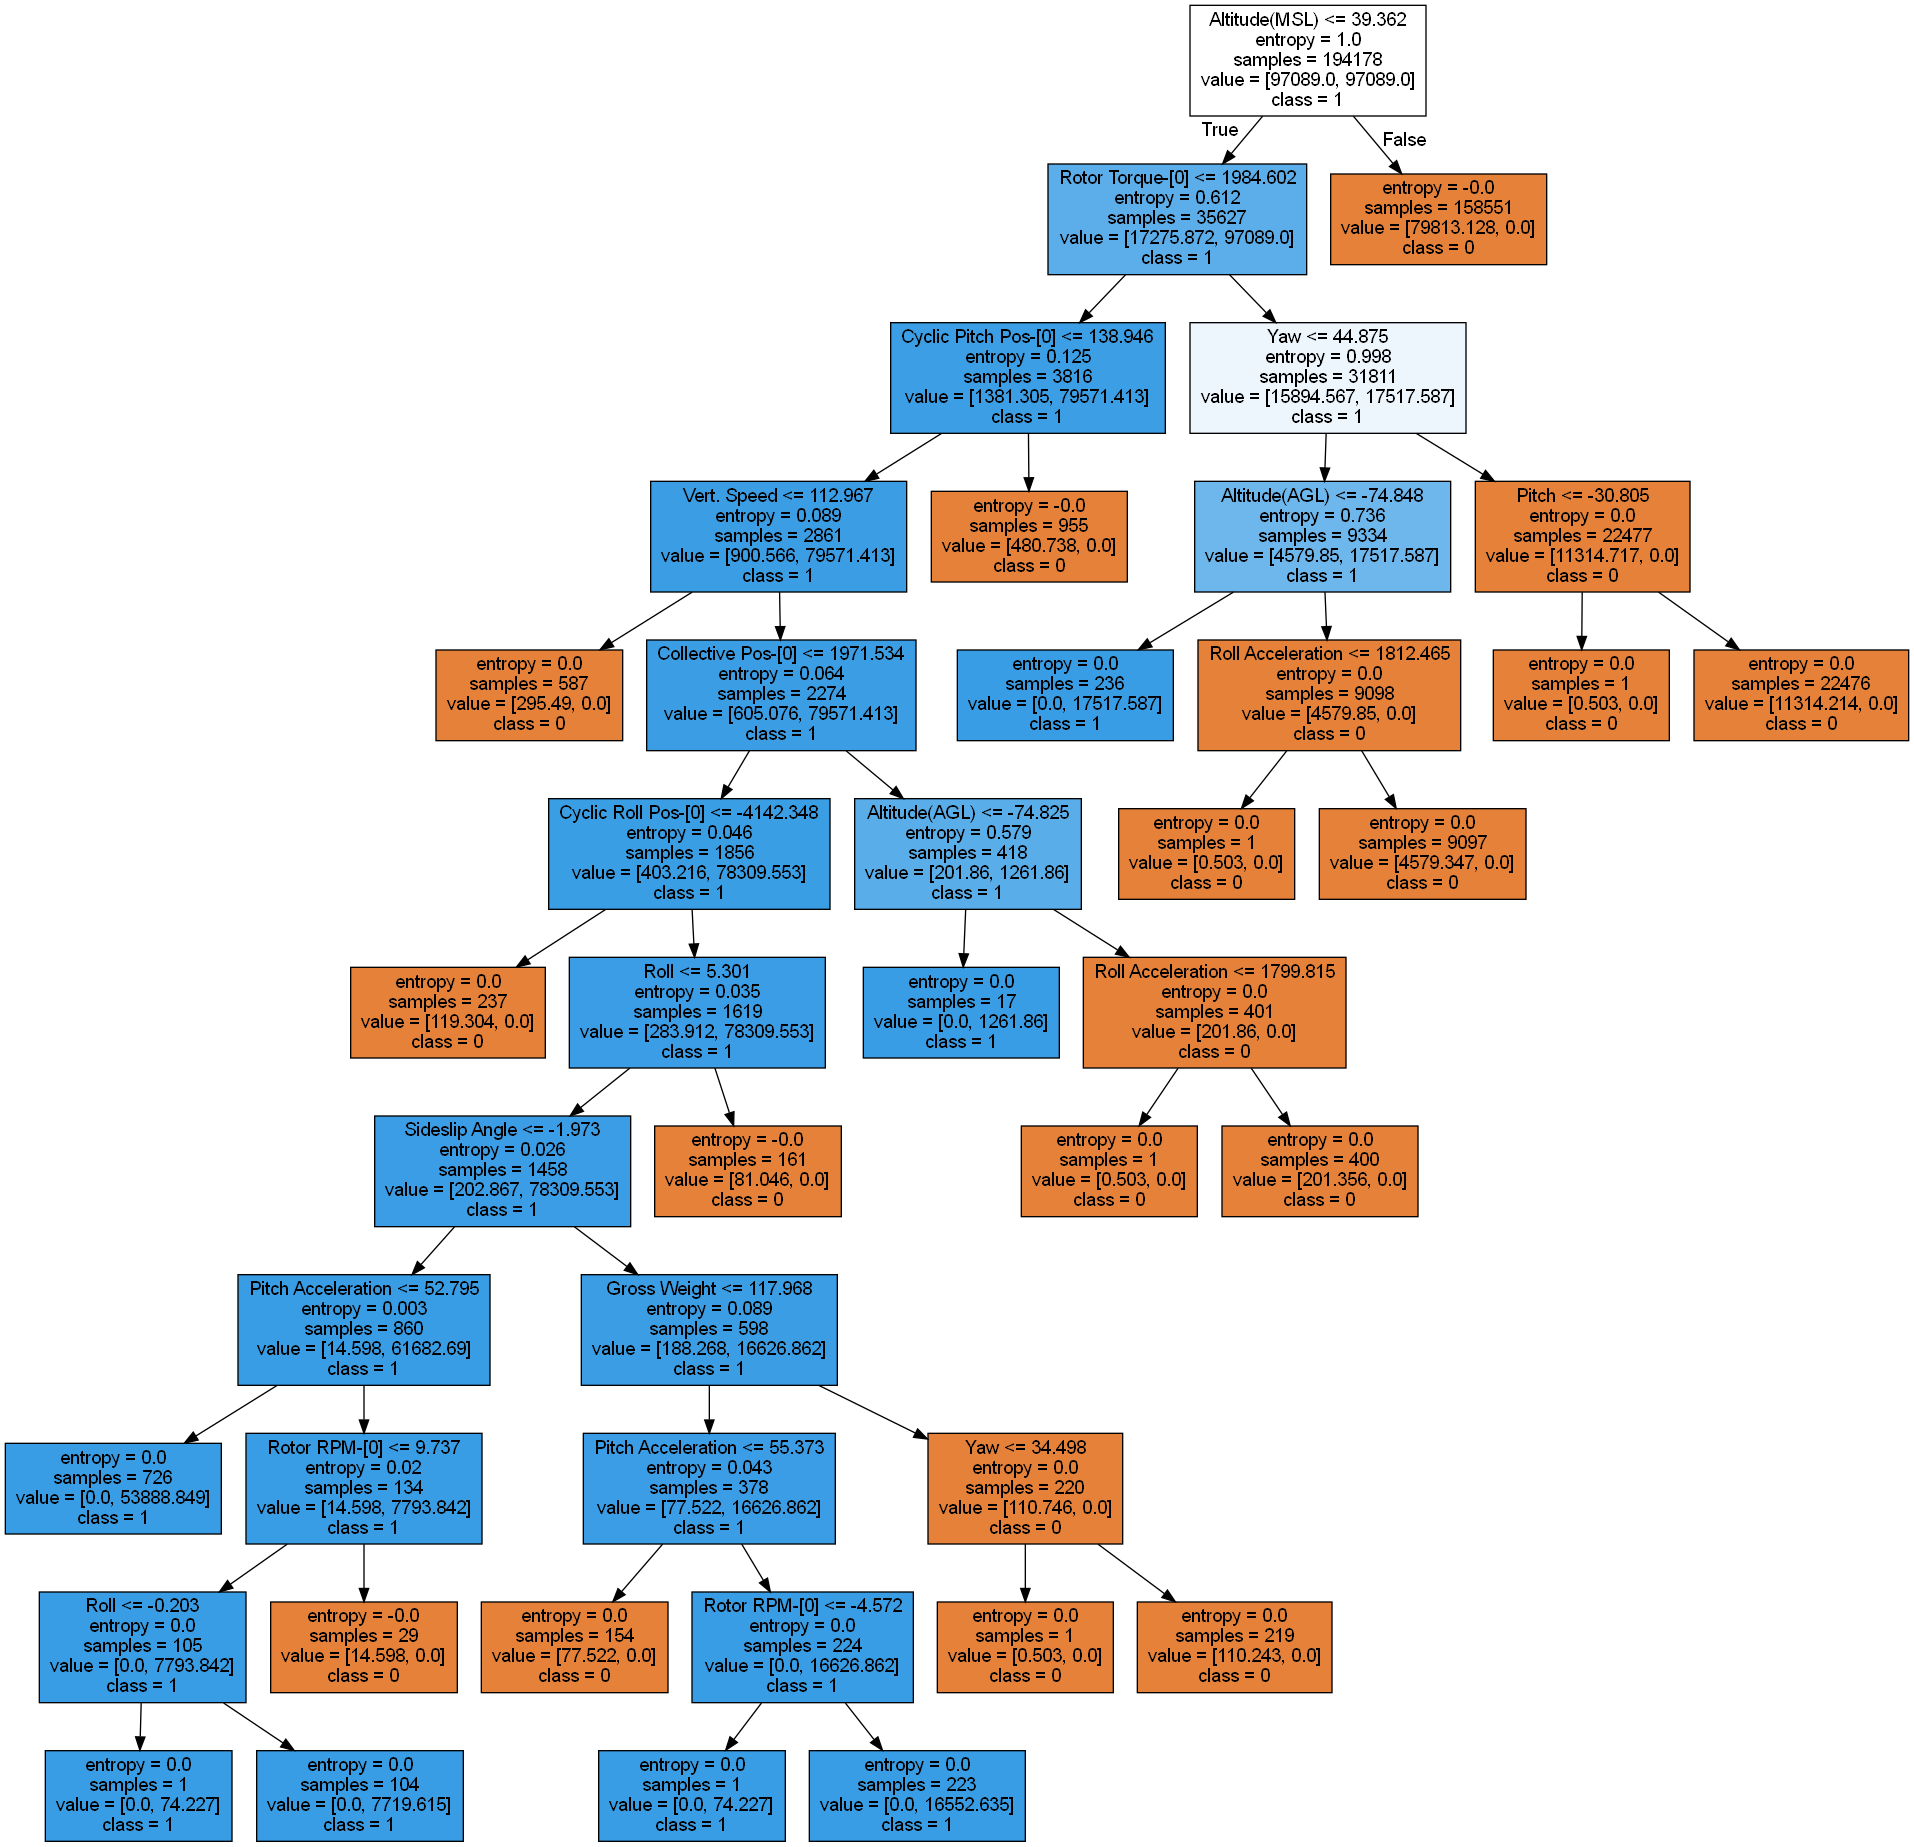 Altitude(MSL) <= 39.362
entropy = 1.0
samples = 194178
value = [97089.0, 97089.0]
class = 1
True
False
Rotor Torque-[0] <= 1984.602
entropy = 0.612
samples = 35627
value = [17275.872, 97089.0]
class = 1
entropy = -0.0
samples = 158551
value = [79813.128, 0.0]
class = 0
Cyclic Pitch Pos-[0] <= 138.946
entropy = 0.125
samples = 3816
value = [1381.305, 79571.413]
class = 1
Yaw <= 44.875
entropy = 0.998
samples = 31811
value = [15894.567, 17517.587]
class = 1
Vert. Speed <= 112.967
entropy = 0.089
samples = 2861
value = [900.566, 79571.413]
class = 1
entropy = -0.0
samples = 955
value = [480.738, 0.0]
class = 0
Altitude(AGL) <= -74.848
entropy = 0.736
samples = 9334
value = [4579.85, 17517.587]
class = 1
Pitch <= -30.805
entropy = 0.0
samples = 22477
value = [11314.717, 0.0]
class = 0
entropy = 0.0
samples = 587
value = [295.49, 0.0]
class = 0
Collective Pos-[0] <= 1971.534
entropy = 0.064
samples = 2274
value = [605.076, 79571.413]
class = 1
entropy = 0.0
samples = 236
value = [0.0, 17517.587]
class = 1
Roll Acceleration <= 1812.465
entropy = 0.0
samples = 9098
value = [4579.85, 0.0]
class = 0
entropy = 0.0
samples = 1
value = [0.503, 0.0]
class = 0
entropy = 0.0
samples = 22476
value = [11314.214, 0.0]
class = 0
Cyclic Roll Pos-[0] <= -4142.348
entropy = 0.046
samples = 1856
value = [403.216, 78309.553]
class = 1
Altitude(AGL) <= -74.825
entropy = 0.579
samples = 418
value = [201.86, 1261.86]
class = 1
entropy = 0.0
samples = 1
value = [0.503, 0.0]
class = 0
entropy = 0.0
samples = 9097
value = [4579.347, 0.0]
class = 0
entropy = 0.0
samples = 237
value = [119.304, 0.0]
class = 0
Roll <= 5.301
entropy = 0.035
samples = 1619
value = [283.912, 78309.553]
class = 1
entropy = 0.0
samples = 17
value = [0.0, 1261.86]
class = 1
Roll Acceleration <= 1799.815
entropy = 0.0
samples = 401
value = [201.86, 0.0]
class = 0
Sideslip Angle <= -1.973
entropy = 0.026
samples = 1458
value = [202.867, 78309.553]
class = 1
entropy = -0.0
samples = 161
value = [81.046, 0.0]
class = 0
entropy = 0.0
samples = 1
value = [0.503, 0.0]
class = 0
entropy = 0.0
samples = 400
value = [201.356, 0.0]
class = 0
Pitch Acceleration <= 52.795
entropy = 0.003
samples = 860
value = [14.598, 61682.69]
class = 1
Gross Weight <= 117.968
entropy = 0.089
samples = 598
value = [188.268, 16626.862]
class = 1
entropy = 0.0
samples = 726
value = [0.0, 53888.849]
class = 1
Rotor RPM-[0] <= 9.737
entropy = 0.02
samples = 134
value = [14.598, 7793.842]
class = 1
Pitch Acceleration <= 55.373
entropy = 0.043
samples = 378
value = [77.522, 16626.862]
class = 1
Yaw <= 34.498
entropy = 0.0
samples = 220
value = [110.746, 0.0]
class = 0
Roll <= -0.203
entropy = 0.0
samples = 105
value = [0.0, 7793.842]
class = 1
entropy = -0.0
samples = 29
value = [14.598, 0.0]
class = 0
entropy = 0.0
samples = 154
value = [77.522, 0.0]
class = 0
Rotor RPM-[0] <= -4.572
entropy = 0.0
samples = 224
value = [0.0, 16626.862]
class = 1
entropy = 0.0
samples = 1
value = [0.503, 0.0]
class = 0
entropy = 0.0
samples = 219
value = [110.243, 0.0]
class = 0
entropy = 0.0
samples = 1
value = [0.0, 74.227]
class = 1
entropy = 0.0
samples = 104
value = [0.0, 7719.615]
class = 1
entropy = 0.0
samples = 1
value = [0.0, 74.227]
class = 1
entropy = 0.0
samples = 223
value = [0.0, 16552.635]
class = 1